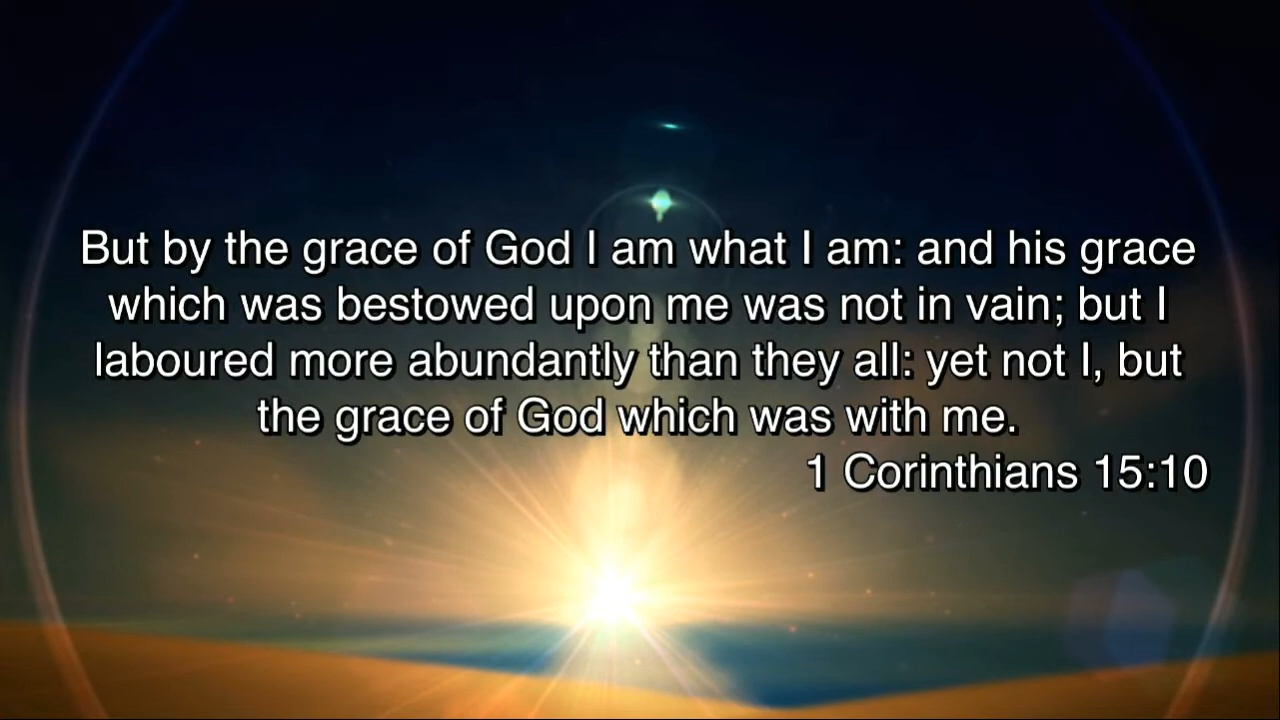 But by the grace of God I am what I am: and his grace
which was bestowed upon me was not in vain; but I
laboured more abundantly than they all: yet not I, but
the grace of God which was with me.
1 Corinthians 15:10